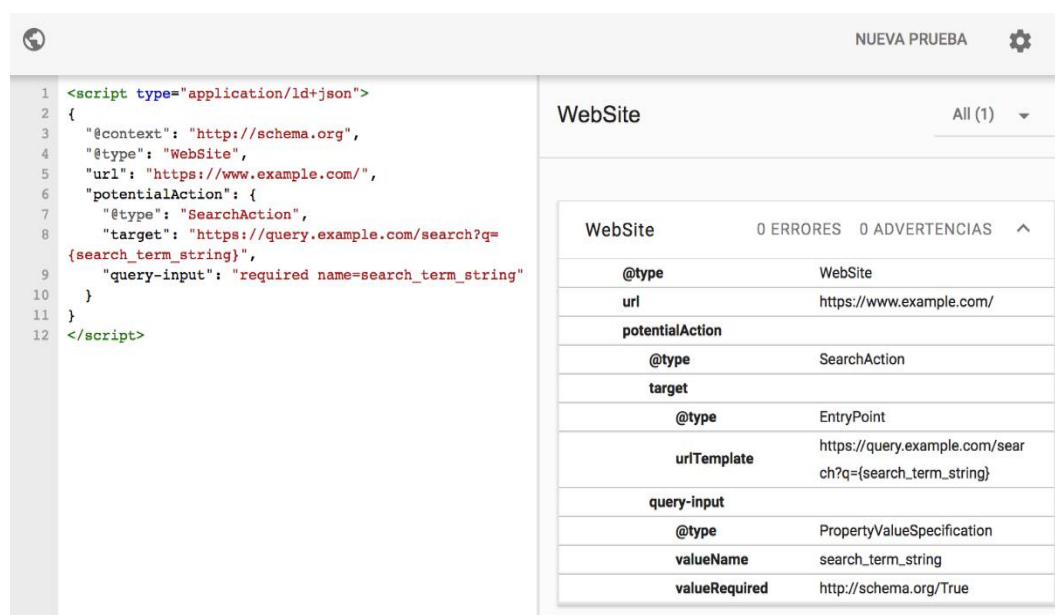 NUEVA PRUEBA
1 <script type="application/ld+json">
2 {
3 "@context": "http://schema.org",
4 "@type": "WebSite",
5 "url": "https://www.example.com/",
6 "potentialAction": {
7 "@type": "SearchAction",
8 "target": "https://query.example.com/search?q=
{search_term_string}",
9 "query-input": "required name=search_term_string"
10 }
11 }
12 </script>
WebSite All (1)
WebSite 0 ERRORES 0 ADVERTENCIAS
@type WebSite
url https://www.example.com/
potentialAction
@type SearchAction
target
@type EntryPoint
urlTemplate https://query.example.com/sear
ch?q={search_term_string}
query-input
@type PropertyValueSpecification
valueName search_term_string
valueRequired http://schema.org/True